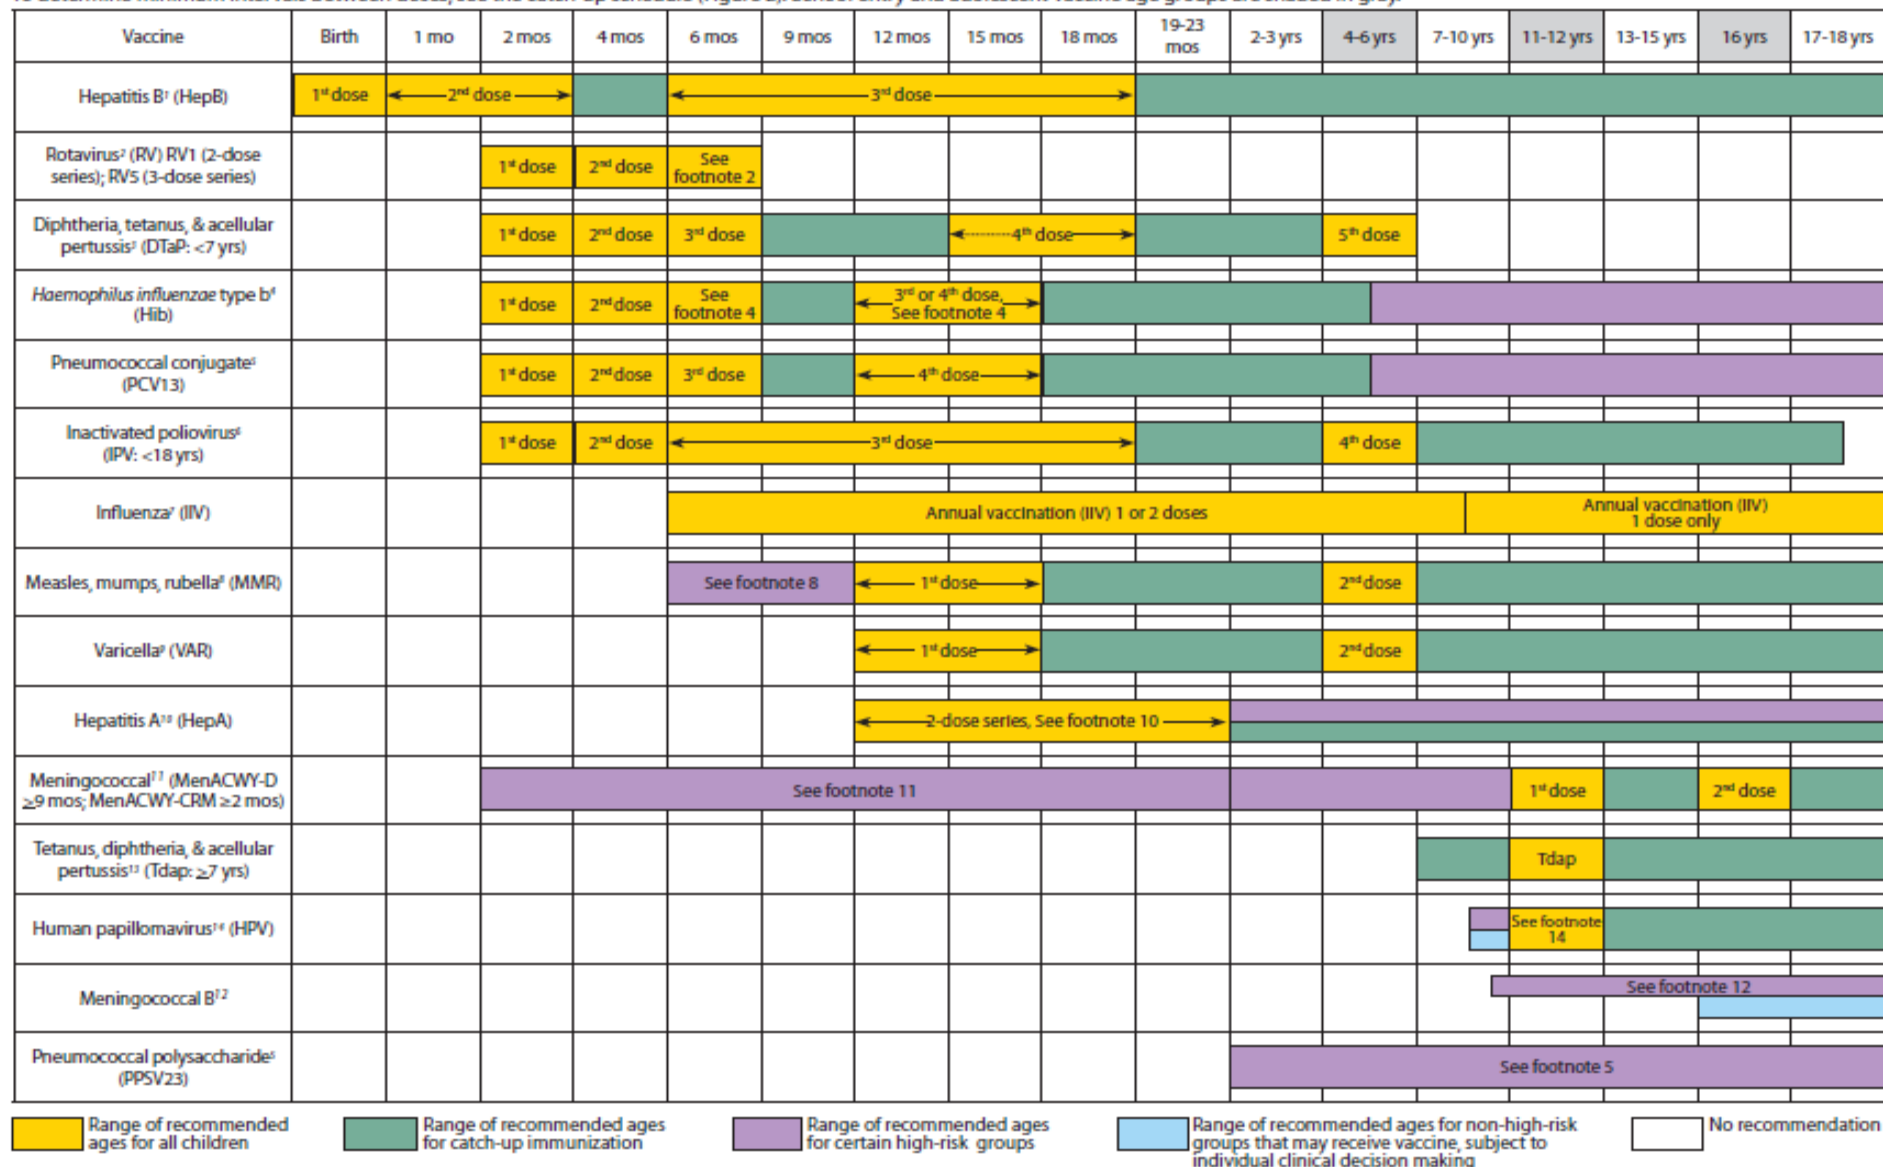 Vaccine Birth 1 mo 2 mos 4 mos 6 mos 9 mos 12 mos 15 mos 18 mos 19-23 mos 2-3 yrs 4-6 yrs 7-10 yrs 11-12 yrs 13-15 yrs 16 yrs 17-18 yrs
Hepatitis B¹ (HepB) 1ˢᵗ dose 2ⁿᵈ dose 3ʳᵈ dose
Rotavirus² (RV) RV1 (2-dose
series); RV5 (3-dose series)
1ˢᵗ dose 2ⁿᵈ dose See
footnote 2
Diphtheria, tetanus, & acellular
pertussis³ (DTaP: <7 yrs)
1ˢᵗ dose 2ⁿᵈ dose 3ʳᵈ dose 4ᵗʰ dose 5ᵗʰ dose
Haemophilus influenzae type b⁴
(Hib)
1ˢᵗ dose 2ⁿᵈ dose See
footnote 4
3ʳᵈ or 4ᵗʰ dose,
See footnote 4
Pneumococcal conjugate⁵
(PCV13)
1ˢᵗ dose 2ⁿᵈ dose 3ʳᵈ dose 4ᵗʰ dose
Inactivated poliovirus⁶
(IPV: <18 yrs)
1ˢᵗ dose 2ⁿᵈ dose 3ʳᵈ dose 4ᵗʰ dose
Influenza⁷ (IIV) Annual vaccination (IIV) 1 or 2 doses Annual vaccination (IIV)
1 dose only
Measles, mumps, rubella⁸ (MMR) See footnote 8 1ˢᵗ dose 2ⁿᵈ dose
Varicella⁹ (VAR) 1ˢᵗ dose 2ⁿᵈ dose
Hepatitis A¹⁰ (HepA) 2-dose series, See footnote 10
Meningococcal¹¹ (MenACWY-D
≥9 mos; MenACWY-CRM ≥2 mos)
See footnote 11 1ˢᵗ dose 2ⁿᵈ dose
Tetanus, diphtheria, & acellular
pertussis¹³ (Tdap: ≥7 yrs)
Tdap
Human papillomavirus¹⁴ (HPV) See footnote
14
Meningococcal B¹² See footnote 12
Pneumococcal polysaccharide⁵
(PPSV23)
See footnote 5
Range of recommended
ages for all children
Range of recommended ages
for catch-up immunization
Range of recommended ages
for certain high-risk groups
Range of recommended ages for non-high-risk
groups that may receive vaccine, subject to
individual clinical decision making
No recommendation